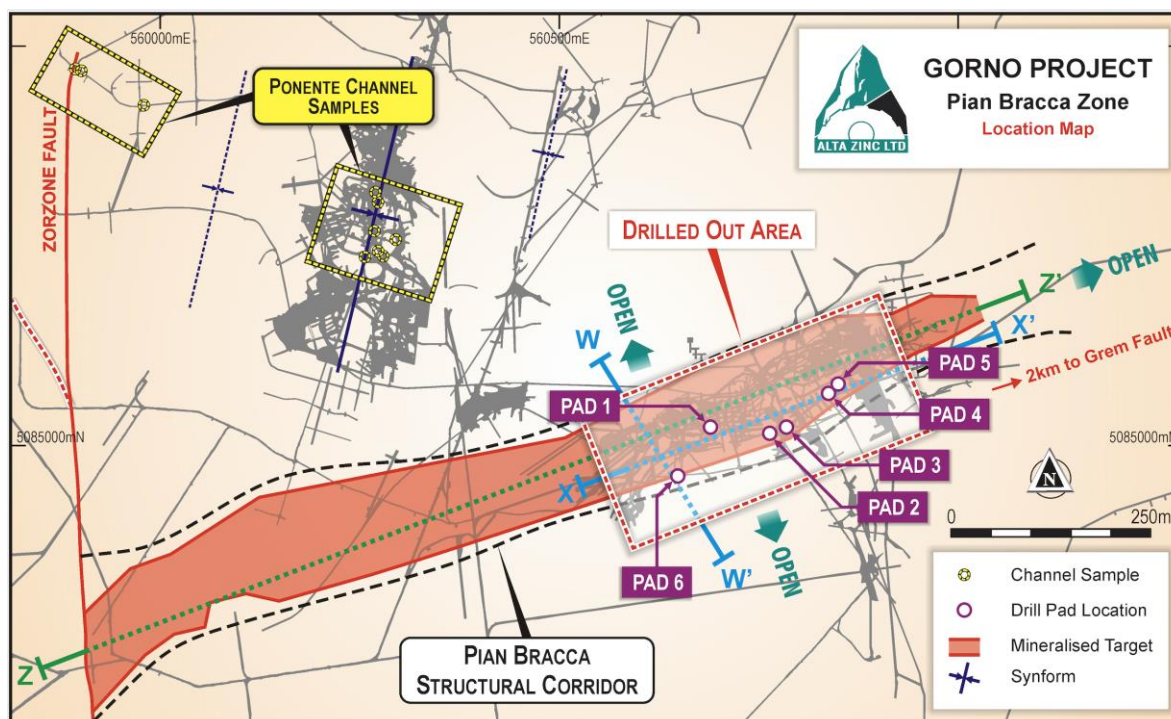 560000mE
560500mE
GORNO PROJECT
Pian Bracca Zone
Location Map
ALTA ZINC LTD
PONENTE CHANNEL
SAMPLES
ZORZONE FAULT
DRILLED OUT AREA
OPEN
Z'
OPEN
W
X'
2km to Grem Fault
PAD 5
PAD 1
PAD 4
5085000mN
5085000mN
PAD 3
X
PAD 2
N
0
250m
OPEN
PAD 6
W'
Z
PIAN BRACCA
STRUCTURAL CORRIDOR
Channel Sample
Drill Pad Location
Mineralised Target
Synform